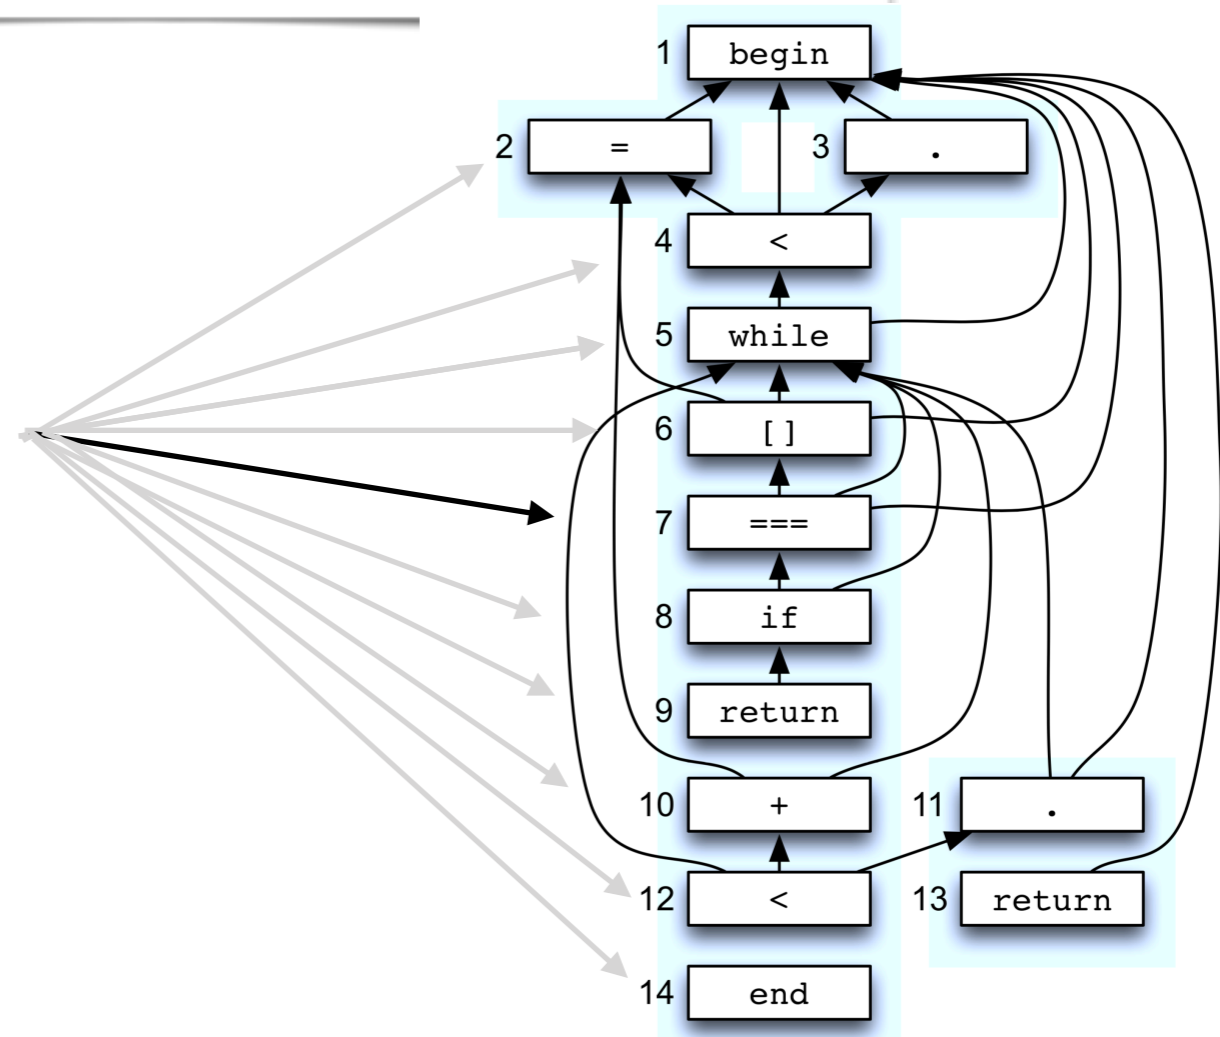 1 begin
2 = 3 .
4 <
5 while
6 []
7 ===
8 if
9 return
10 + 11 .
12 < 13 return
14 end